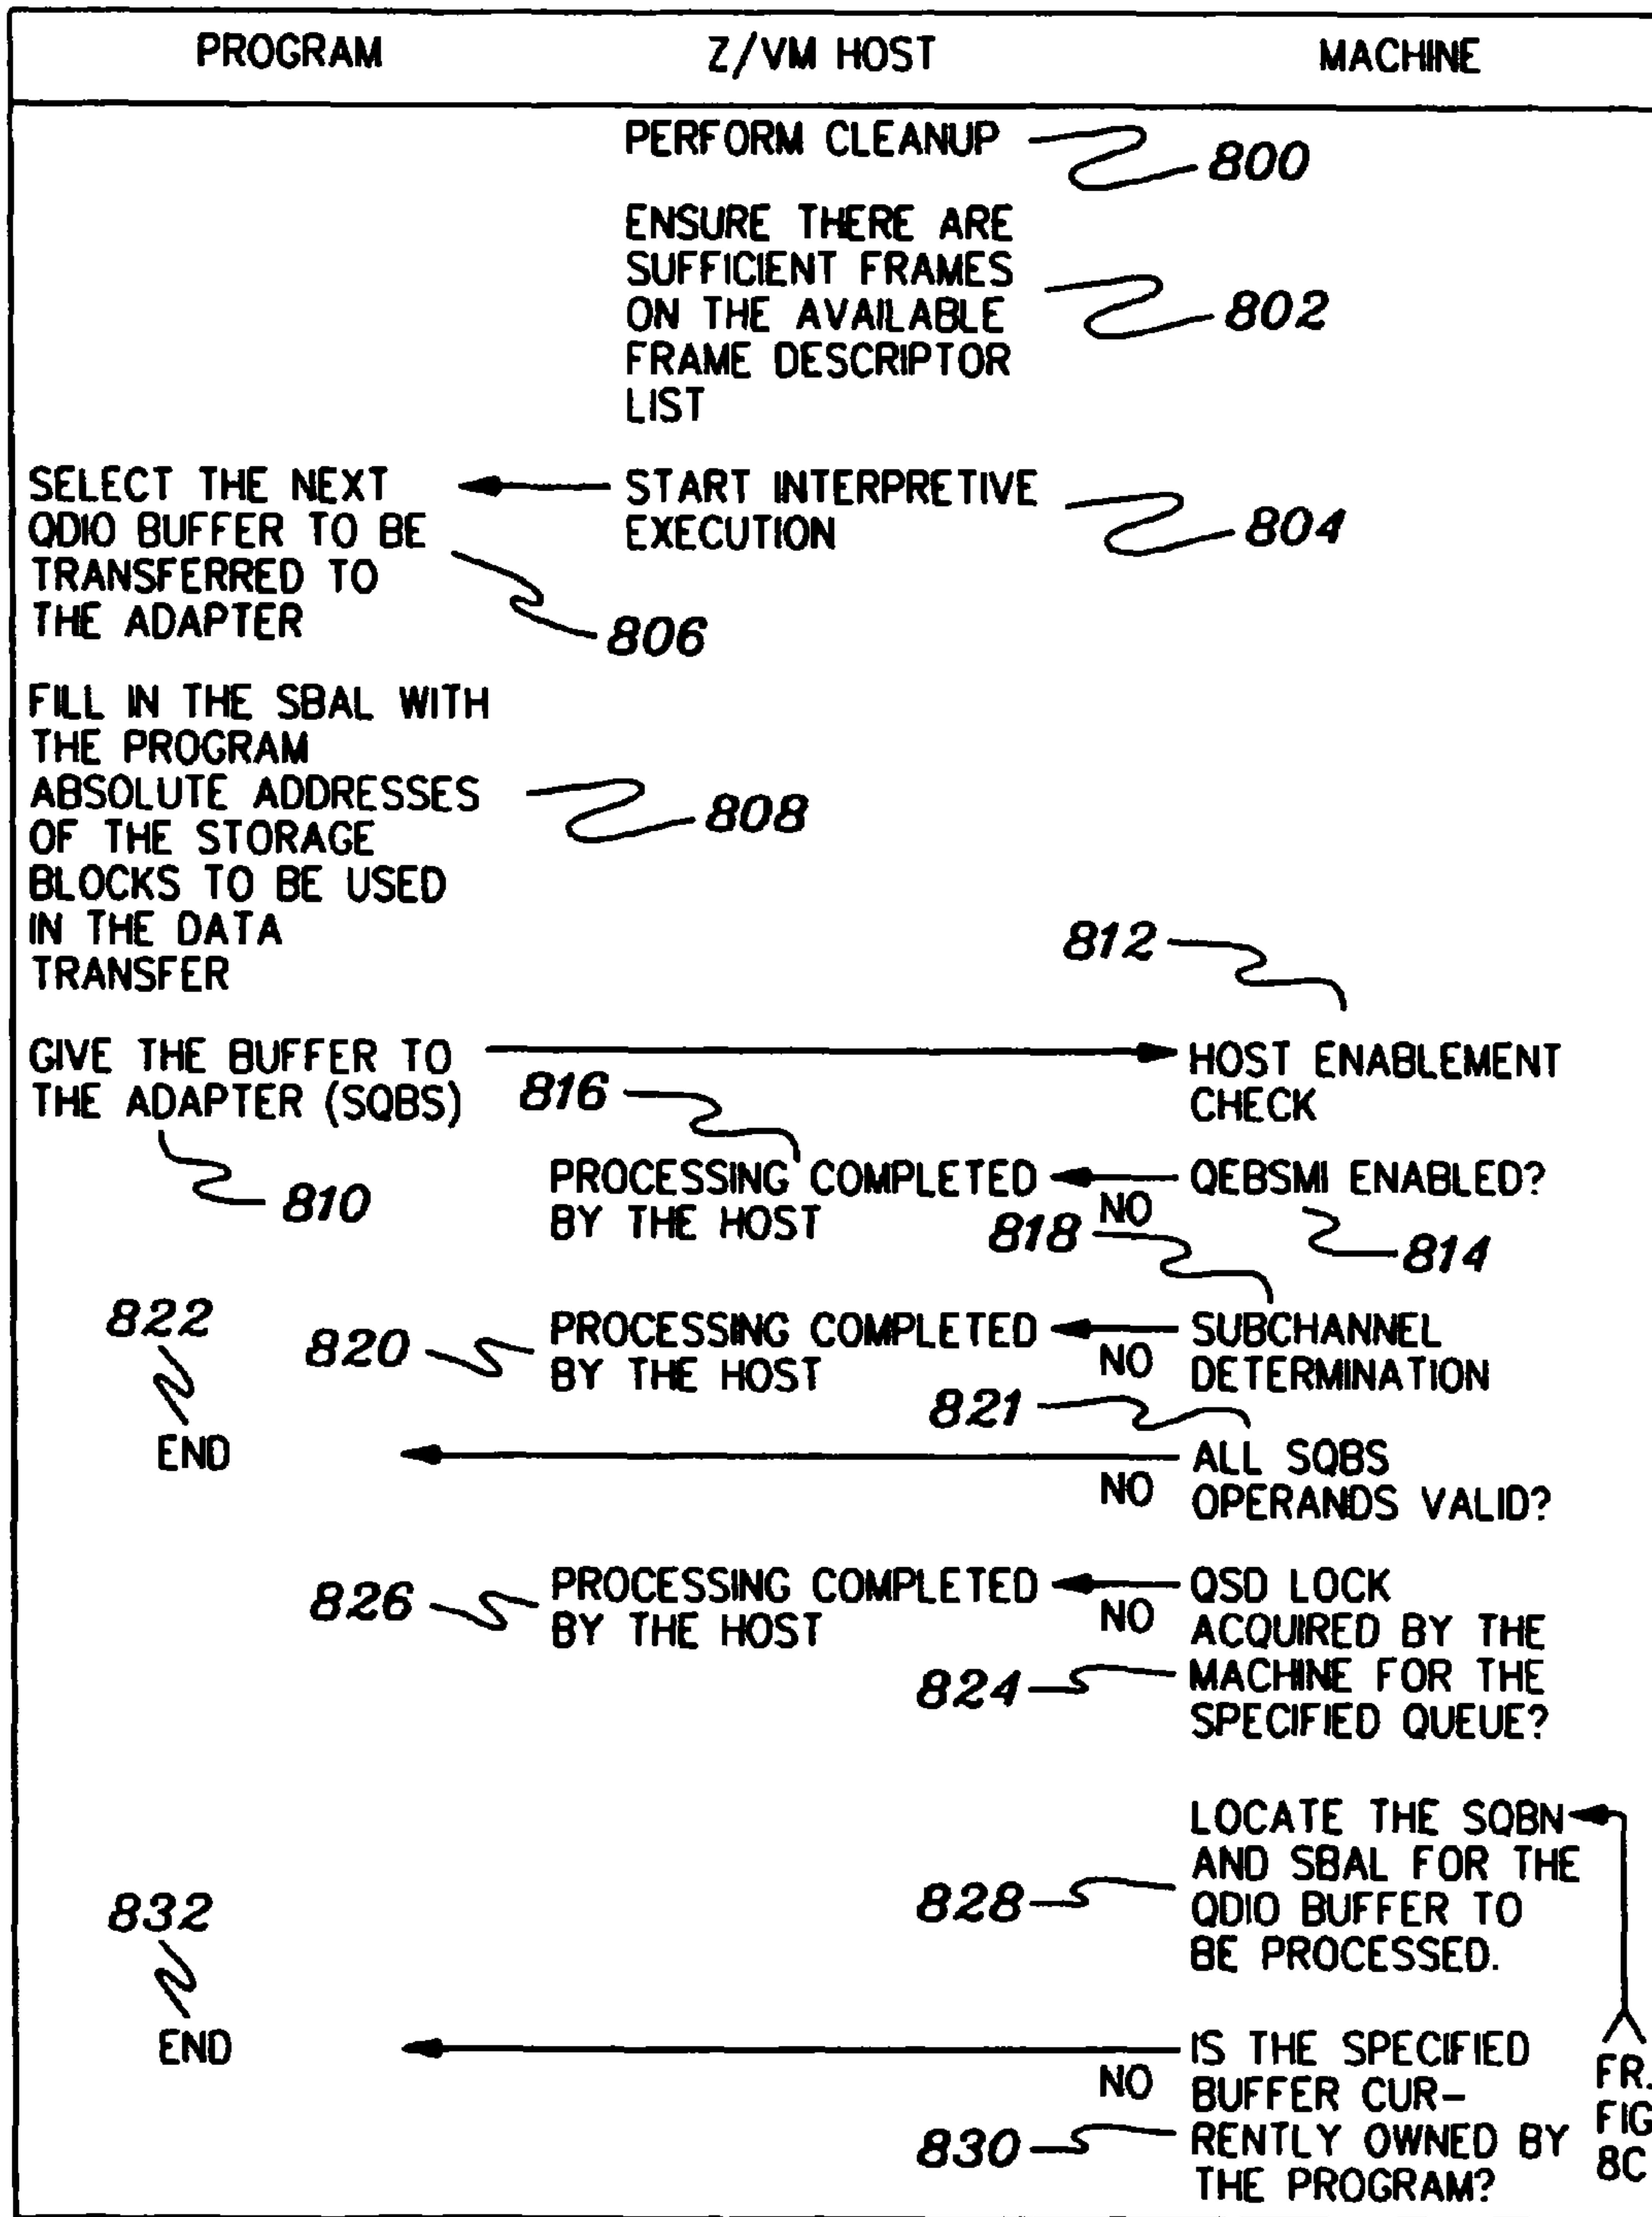 PROGRAM Z/VM HOST MACHINE
PERFORM CLEANUP
800
ENSURE THERE ARE
SUFFICIENT FRAMES
ON THE AVAILABLE
FRAME DESCRIPTOR
LIST
802
START INTERPRETIVE
EXECUTION
804
SELECT THE NEXT
QDIO BUFFER TO BE
TRANSFERRED TO
THE ADAPTER
806
FILL IN THE SBAL WITH
THE PROGRAM
ABSOLUTE ADDRESSES
OF THE STORAGE
BLOCKS TO BE USED
IN THE DATA
TRANSFER
808
GIVE THE BUFFER TO
THE ADAPTER (SQBS)
810
812
HOST ENABLEMENT
CHECK
816
PROCESSING COMPLETED
BY THE HOST
NO
QEBSMI ENABLED?
814
818
820
PROCESSING COMPLETED
BY THE HOST
NO
SUBCHANNEL
DETERMINATION
822
END
821
NO
ALL SQBS
OPERANDS VALID?
826
PROCESSING COMPLETED
BY THE HOST
NO
QSD LOCK
ACQUIRED BY THE
MACHINE FOR THE
SPECIFIED QUEUE?
824
LOCATE THE SQBN
AND SBAL FOR THE
QDIO BUFFER TO
BE PROCESSED.
828
832
END
NO
IS THE SPECIFIED
BUFFER CUR-
RENTLY OWNED BY
THE PROGRAM?
830
FR.
FIG
8C